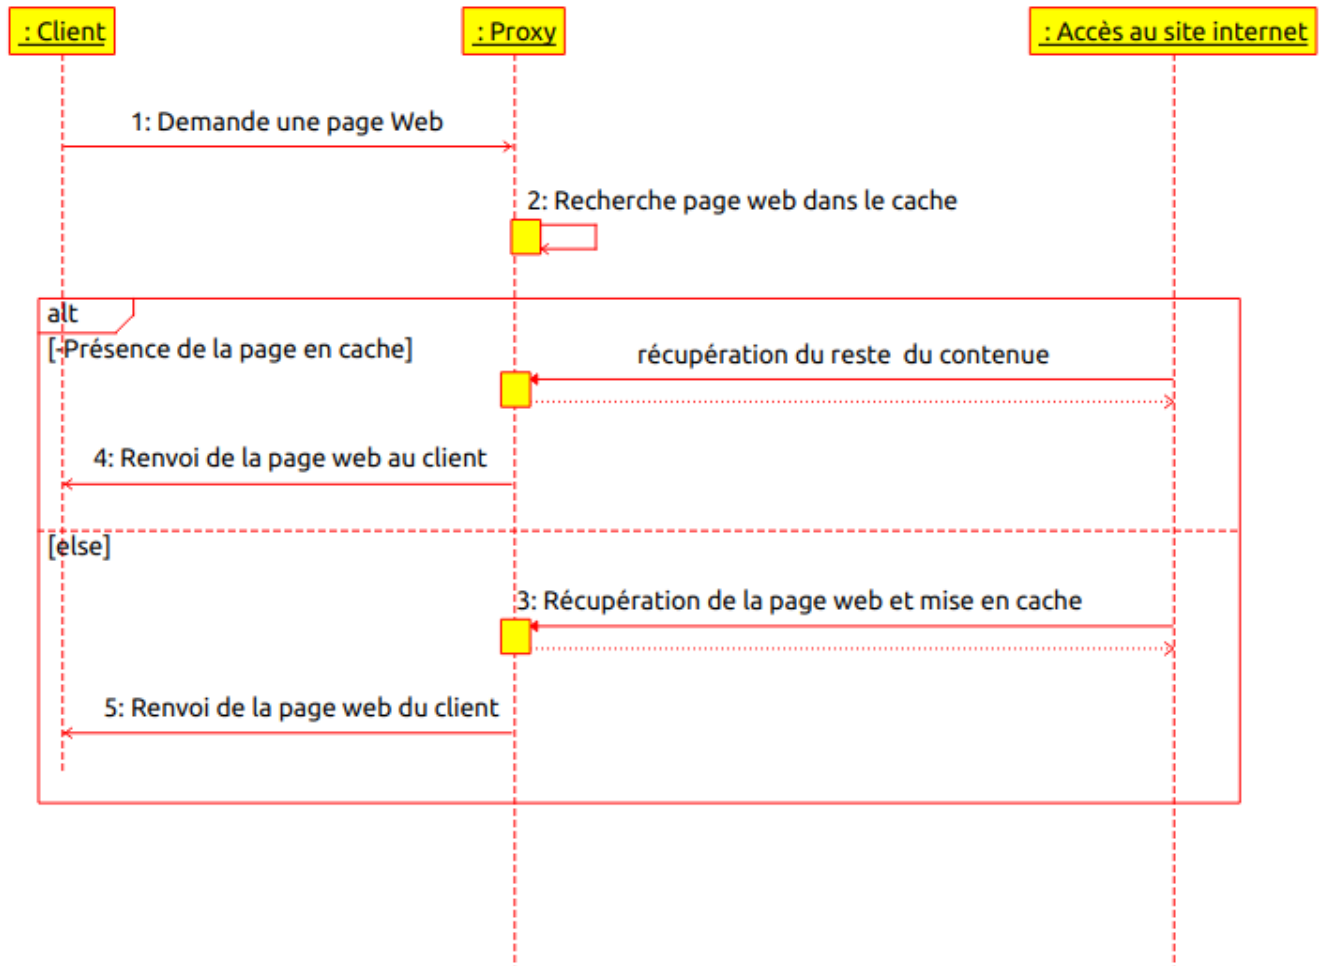 : Client
: Proxy
: Accès au site internet
1: Demande une page Web
2: Recherche page web dans le cache
alt
[-Présence de la page en cache]
récupération du reste  du contenue
4: Renvoi de la page web au client
[else]
3: Récupération de la page web et mise en cache
5: Renvoi de la page web du client